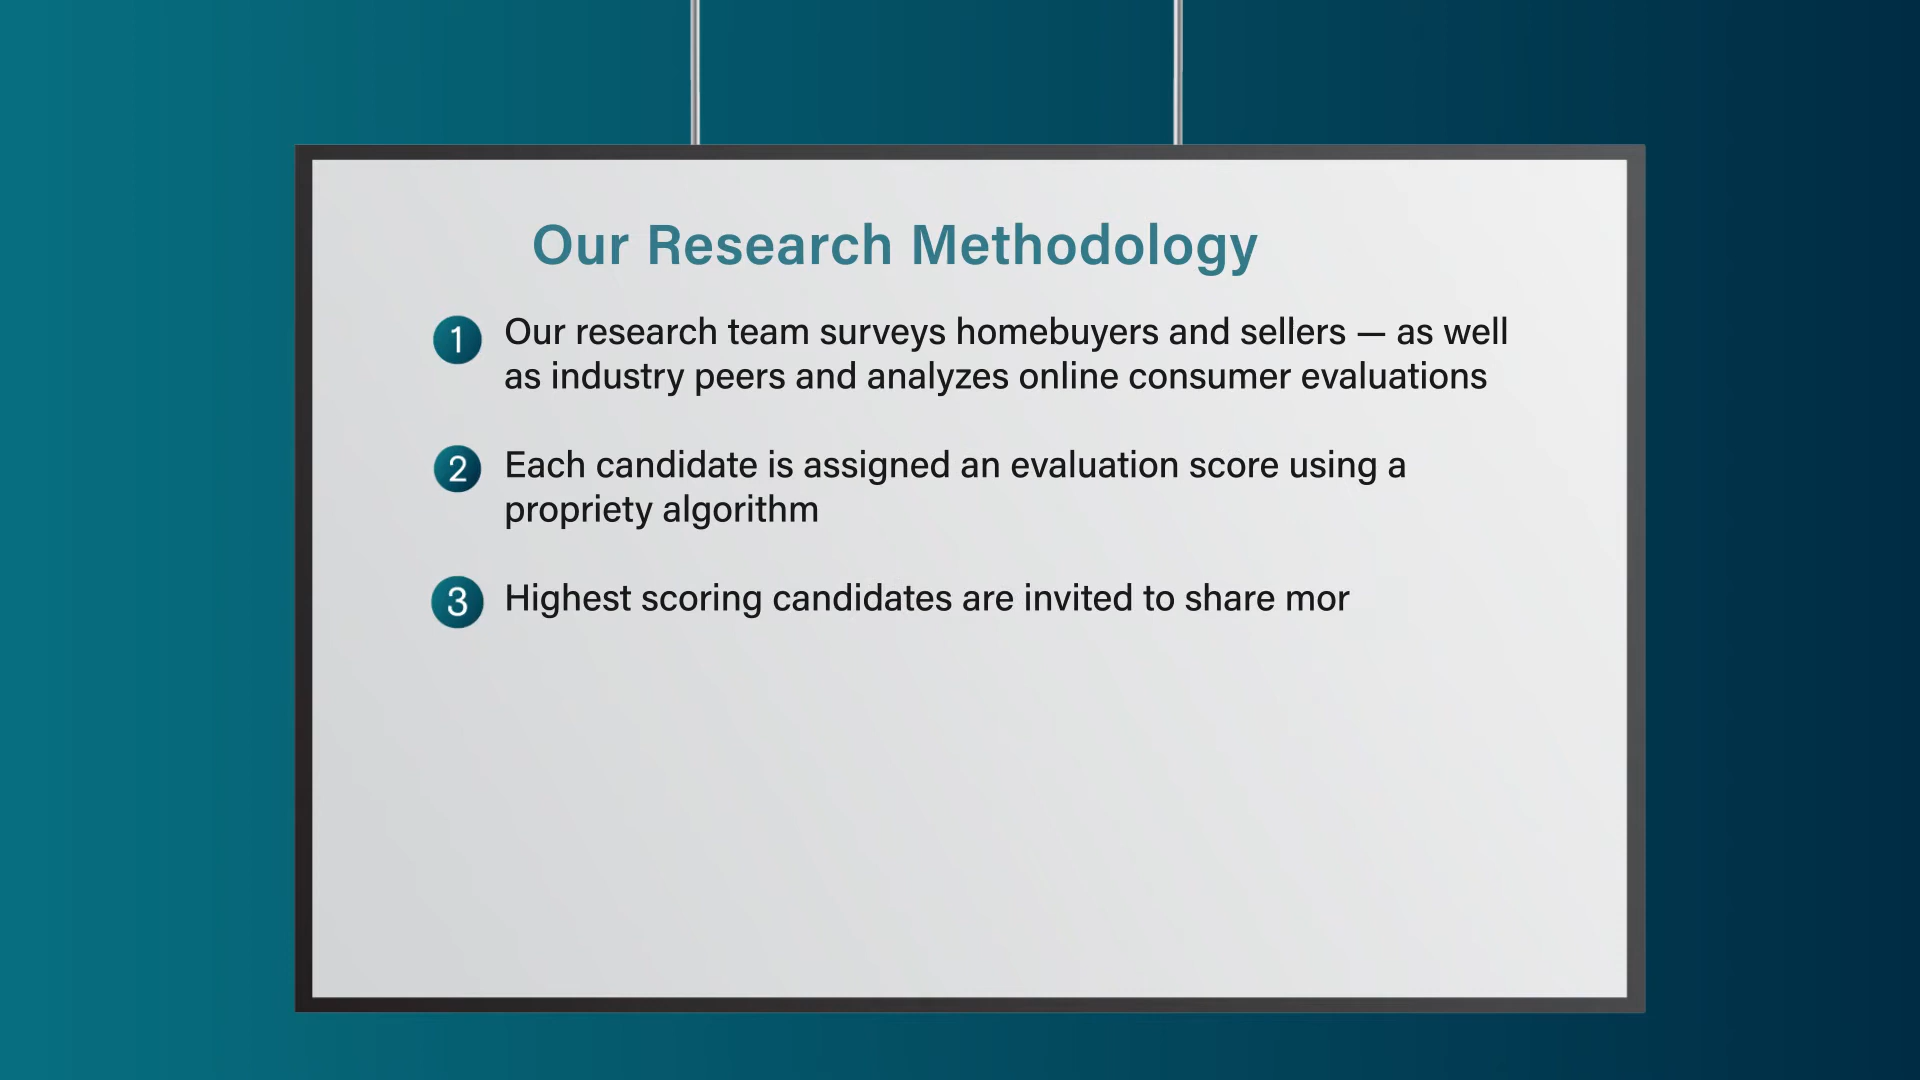 Our Research Methodology
1 Our research team surveys homebuyers and sellers — as well
as industry peers and analyzes online consumer evaluations
2 Each candidate is assigned an evaluation score using a
propriety algorithm
3 Highest scoring candidates are invited to share mor